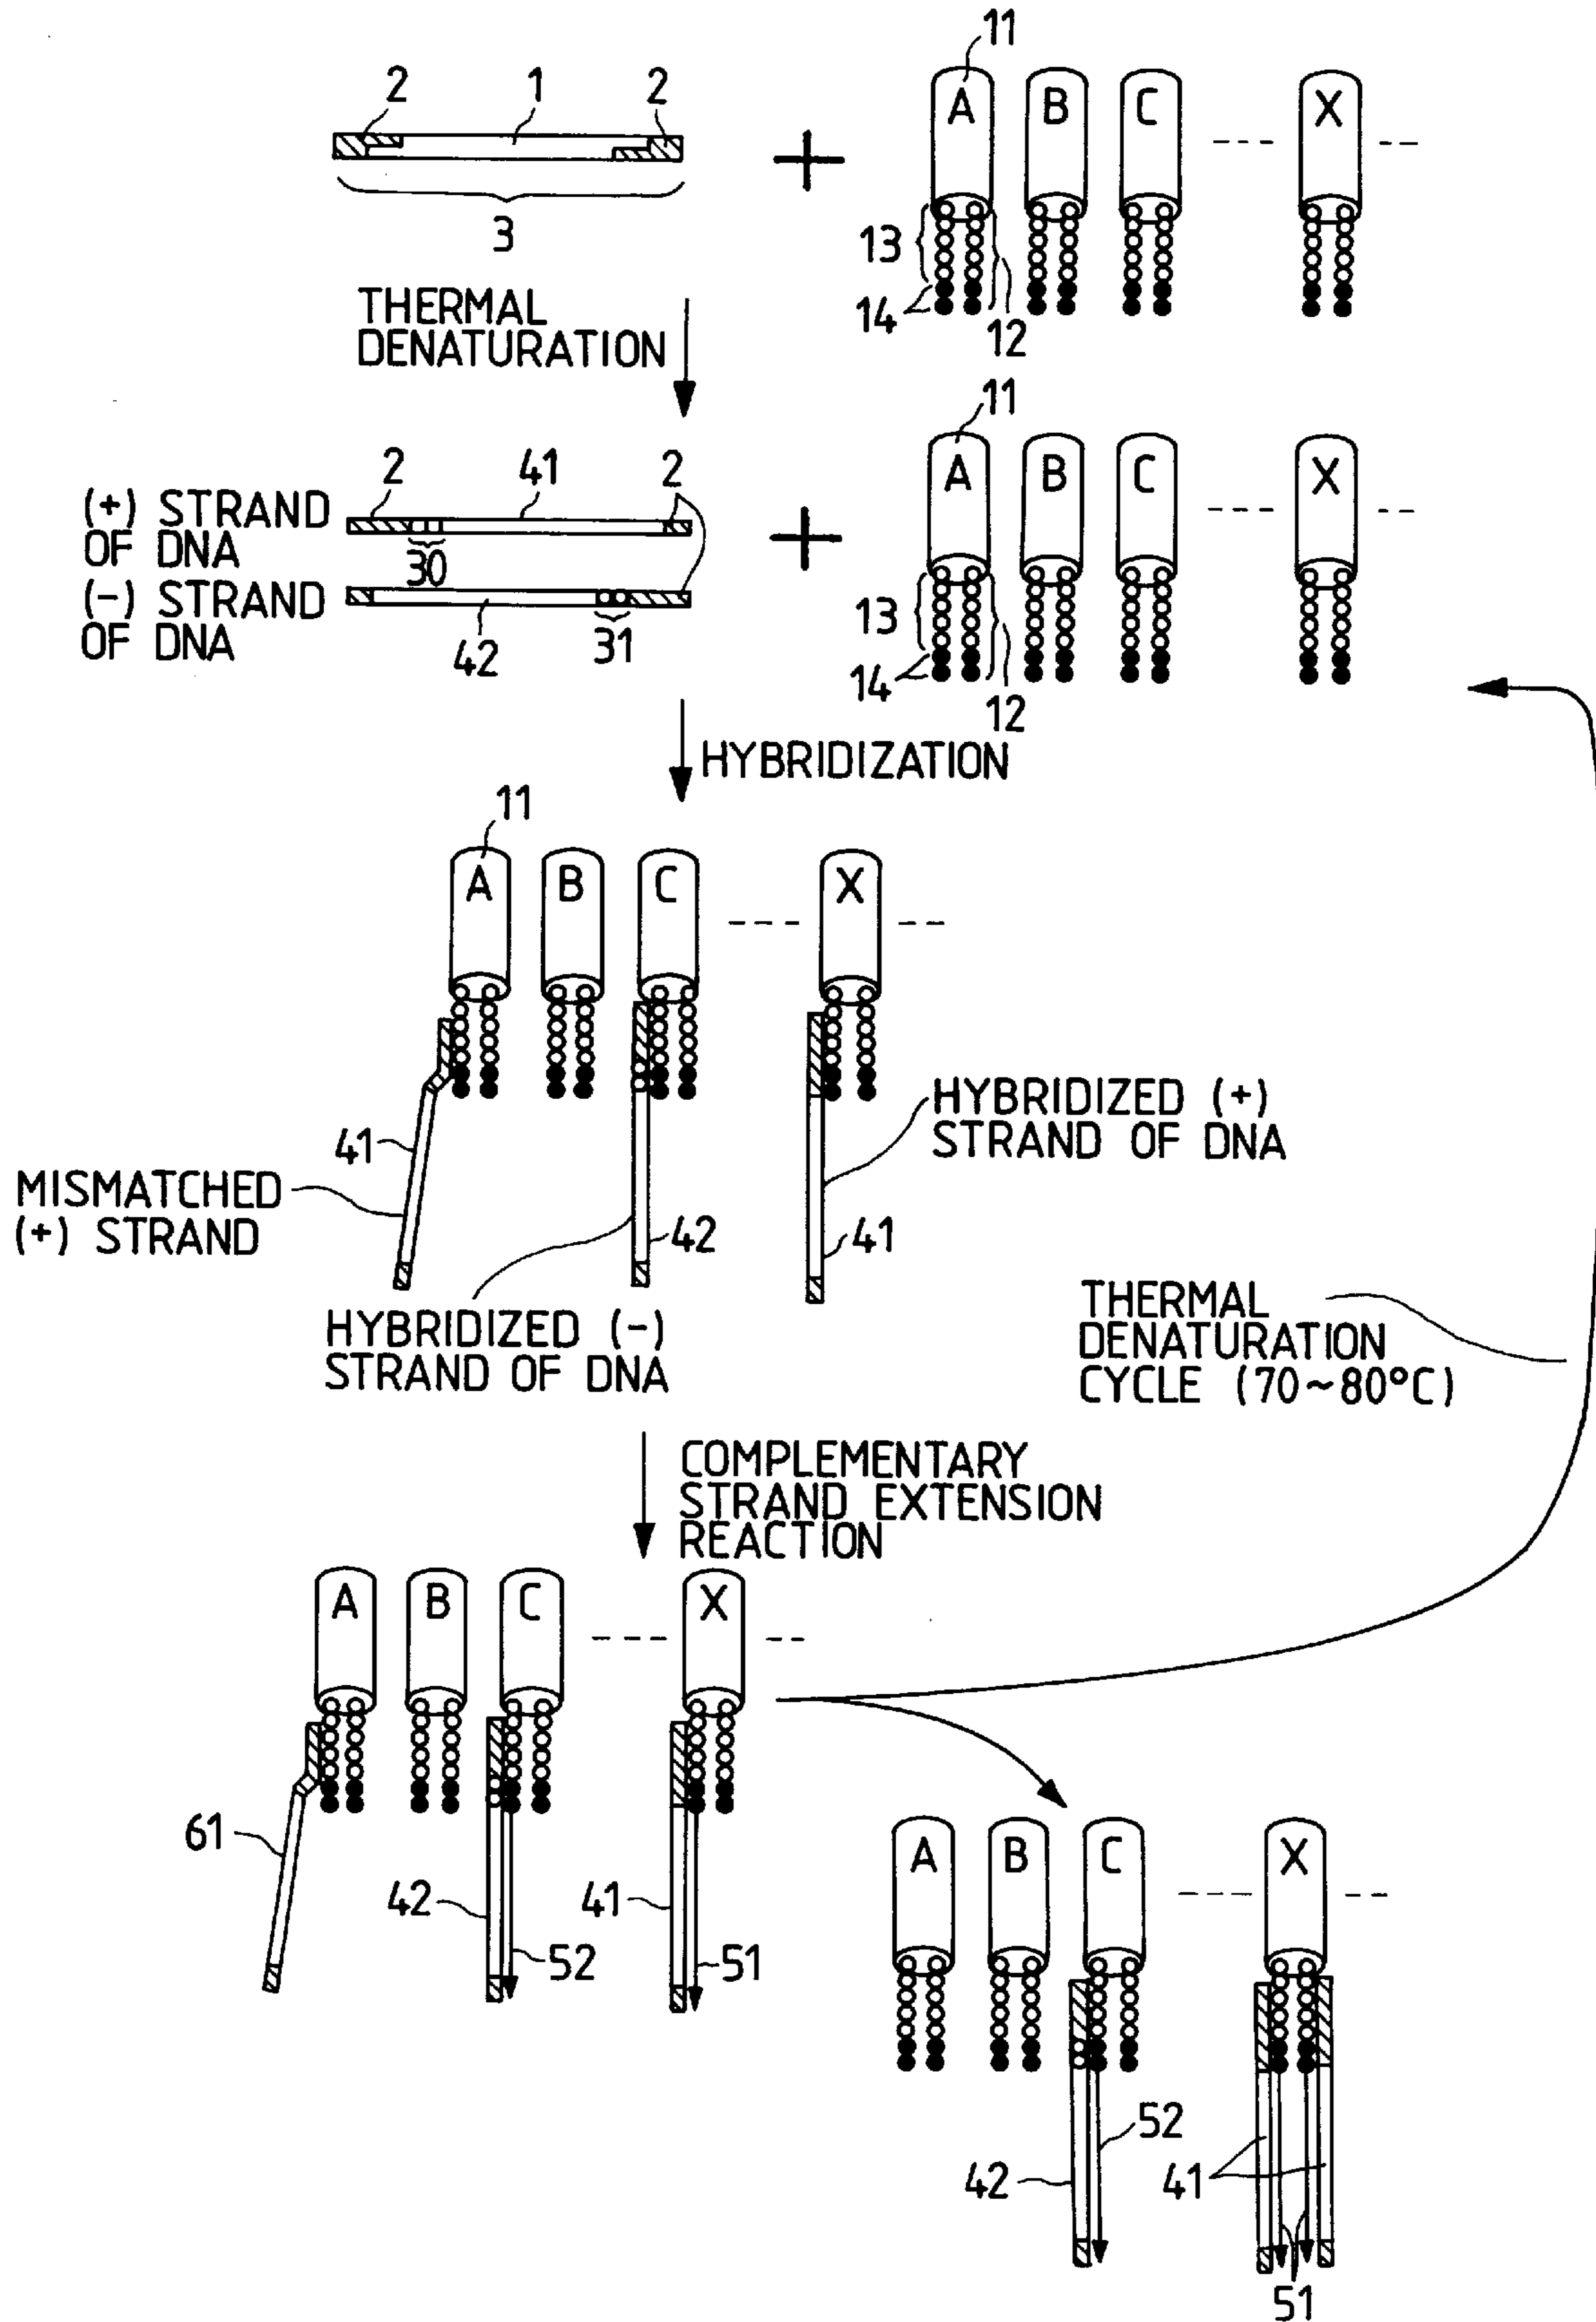 11
2 1 2
A B C X
+
3
13
14
12
THERMAL
DENATURATION
11
2 41 2
A B C X
(+) STRAND
OF DNA
30
+
(-) STRAND
OF DNA
42
31
13
14
12
HYBRIDIZATION
11
A B C X
HYBRIDIZED (+)
STRAND OF DNA
41
MISMATCHED
(+) STRAND
42
41
HYBRIDIZED (-)
STRAND OF DNA
THERMAL
DENATURATION
CYCLE (70~80°C)
COMPLEMENTARY
STRAND EXTENSION
REACTION
A B C X
61
42
52
41
51
A B C X
52
42
41
51